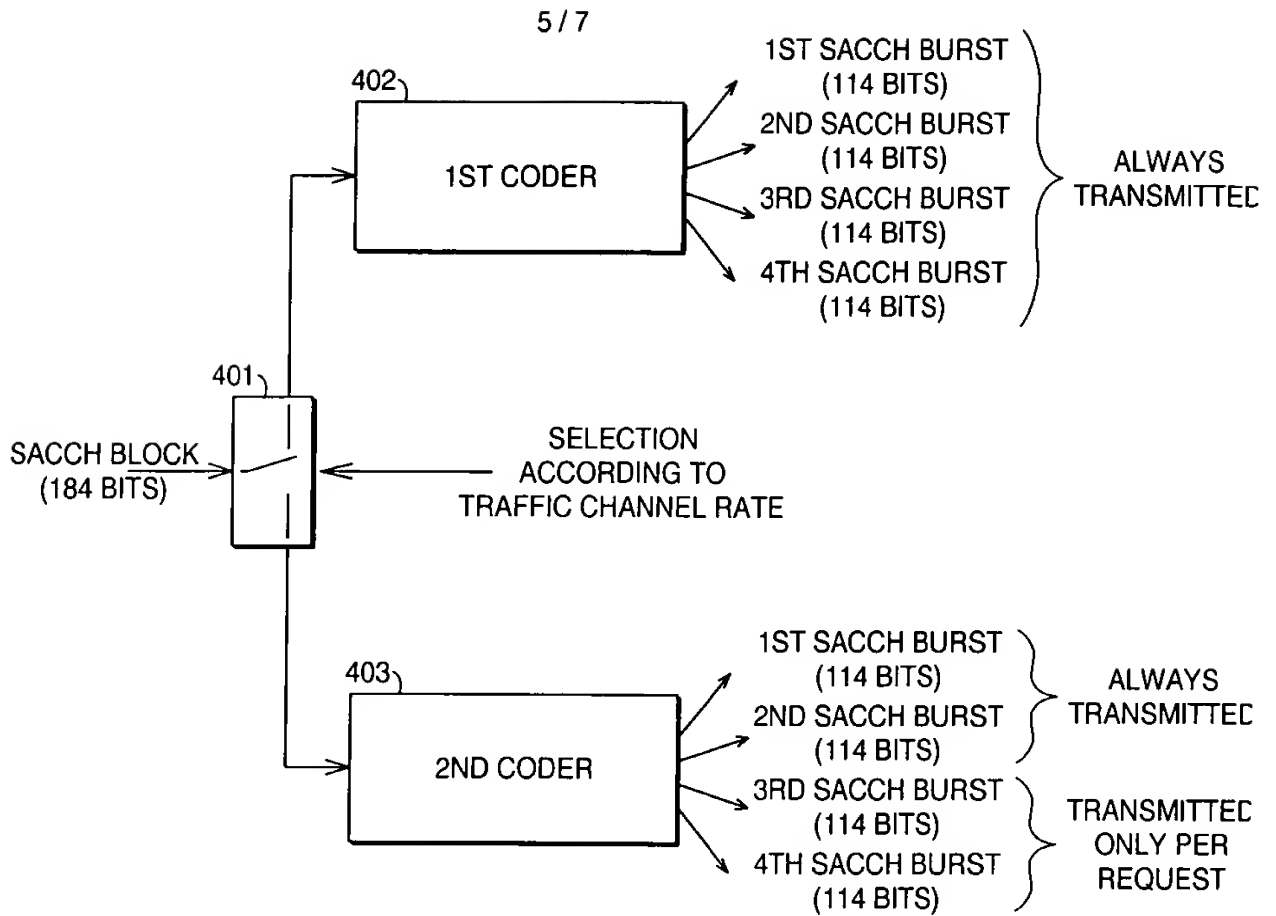 5 / 7
402
1ST CODER
1ST SACCH BURST
(114 BITS)
2ND SACCH BURST
(114 BITS)
3RD SACCH BURST
(114 BITS)
4TH SACCH BURST
(114 BITS)
ALWAYS
TRANSMITTED
401
SACCH BLOCK
(184 BITS)
SELECTION
ACCORDING TO
TRAFFIC CHANNEL RATE
403
2ND CODER
1ST SACCH BURST
(114 BITS)
2ND SACCH BURST
(114 BITS)
3RD SACCH BURST
(114 BITS)
4TH SACCH BURST
(114 BITS)
ALWAYS
TRANSMITTED
TRANSMITTED
ONLY PER
REQUEST